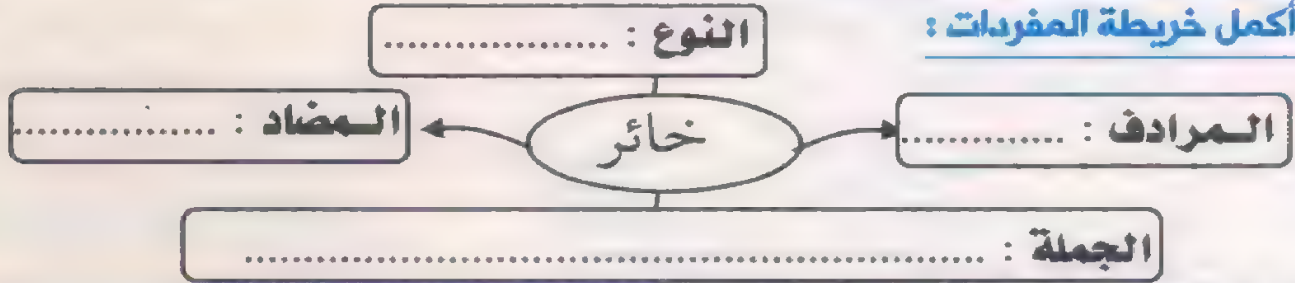 أكمل خريطة المفردات :
النوع : ..................
خائر
المرادف : ..............
المضاد : ................
الجملة : ..........................................................